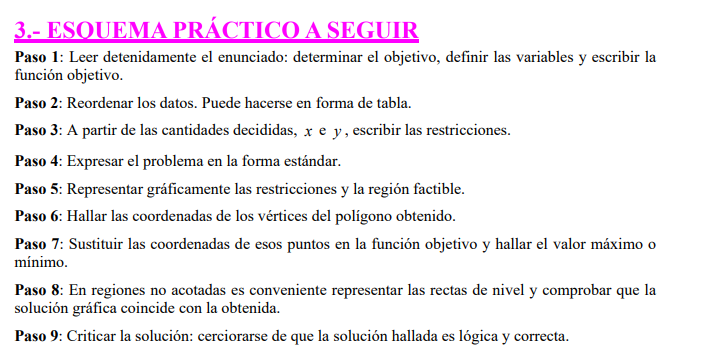 3.- ESQUEMA PRÁCTICO A SEGUIR
Paso 1: Leer detenidamente el enunciado: determinar el objetivo, definir las variables y escribir la
función objetivo.
Paso 2: Reordenar los datos. Puede hacerse en forma de tabla.
Paso 3: A partir de las cantidades decididas, x e y, escribir las restricciones.
Paso 4: Expresar el problema en la forma estándar.
Paso 5: Representar gráficamente las restricciones y la región factible.
Paso 6: Hallar las coordenadas de los vértices del polígono obtenido.
Paso 7: Sustituir las coordenadas de esos puntos en la función objetivo y hallar el valor máximo o
mínimo.
Paso 8: En regiones no acotadas es conveniente representar las rectas de nivel y comprobar que la
solución gráfica coincide con la obtenida.
Paso 9: Criticar la solución: cerciorarse de que la solución hallada es lógica y correcta.